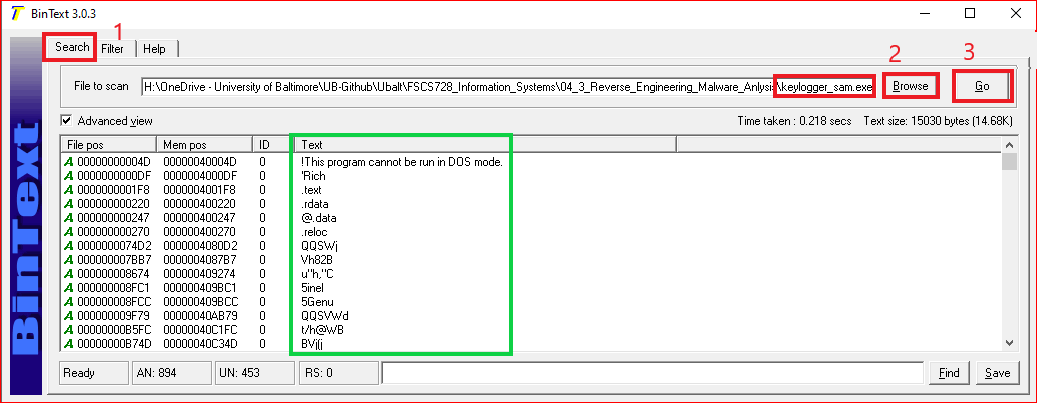 BinText 3.0.3
1 2 3
Search Filter Help
File to scan H:\OneDrive - University of Baltimore\UB-Github\Ubalt\FSCS728_Information_Systems\04_3_Reverse_Engineering_Malware_Anlysis\keylogger_sam.exe Browse Go
Advanced view Time taken : 0.218 secs Text size: 15030 bytes (14.68K)
File pos Mem pos ID Text
A 00000000004D 00000040004D 0 !This program cannot be run in DOS mode.
A 0000000000DF 0000004000DF 0 'Rich
A 0000000001F8 0000004001F8 0 .text
A 000000000220 000000400220 0 .rdata
A 000000000247 000000400247 0 @.data
A 000000000270 000000400270 0 .reloc
A 0000000074D2 0000004080D2 0 QQSWj
A 000000007BB7 0000004087B7 0 Vh82B
A 000000008674 000000409274 0 u"h,"C
A 000000008FC1 000000409BC1 0 5inel
A 000000008FCC 000000409BCC 0 5Genu
A 000000009F79 00000040AB79 0 QQSVWd
A 00000000B5FC 00000040C1FC 0 t/h@WB
A 00000000B74D 00000040C34D 0 BVj(j
BinText
Ready AN: 894 UN: 453 RS: 0 Find Save